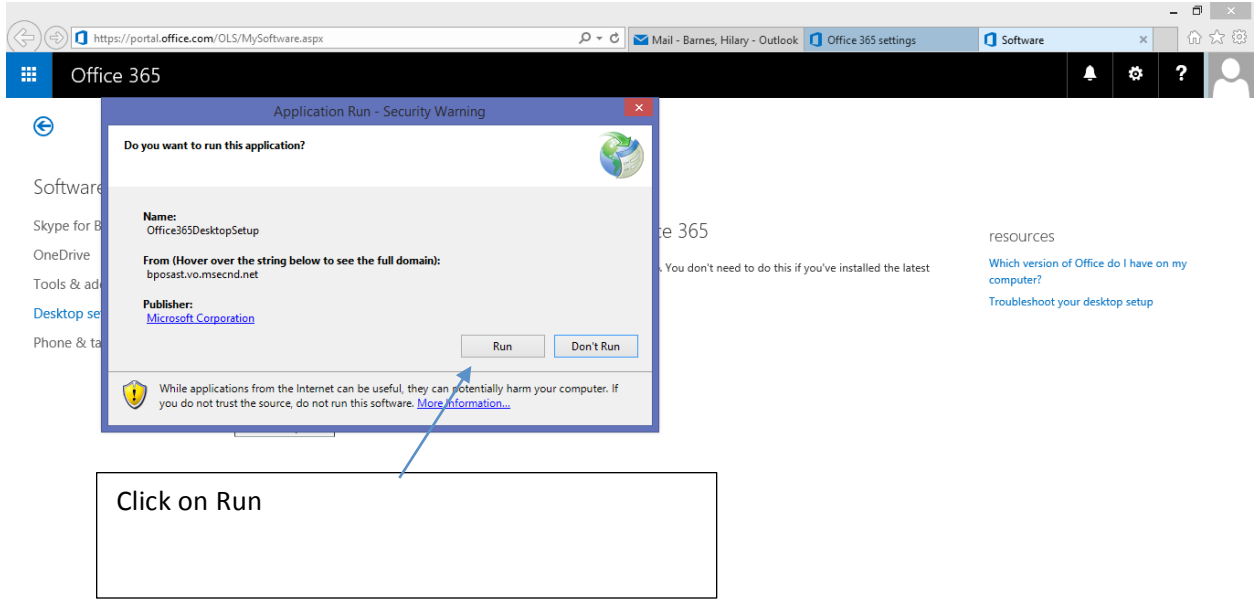 https://portal.office.com/OLS/MySoftware.aspx
Mail - Barnes, Hilary - Outlook
Office 365 settings
Software
Office 365
?
Application Run - Security Warning
Do you want to run this application?
Name:
Office365DesktopSetup
From (Hover over the string below to see the full domain):
bposast.vo.msecnd.net
Publisher:
Microsoft Corporation
Run
Don't Run
While applications from the Internet can be useful, they can potentially harm your computer. If
you do not trust the source, do not run this software. More Information...
Software
Skype for B
OneDrive
Tools & ad
Desktop se
Phone & ta
ce 365
. You don't need to do this if you've installed the latest
resources
Which version of Office do I have on my
computer?
Troubleshoot your desktop setup
Click on Run